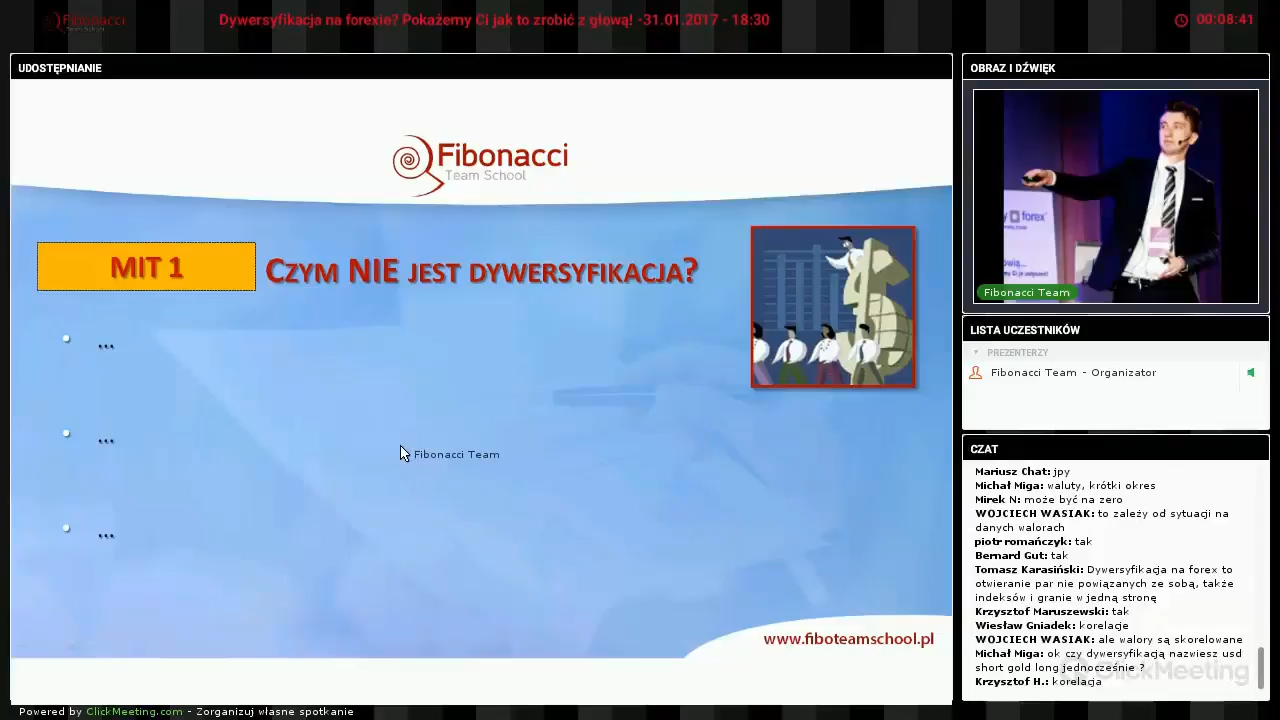 Fibonacci
Team School
Dywersyfikacja na forexie? Pokażemy Ci jak to zrobić z głową! -31.01.2017 - 18:30
00:08:41
UDOSTĘPNIANIE
Fibonacci
Team School
MIT 1
CZYM NIE JEST DYWERSYFIKACJA?
...
...
...
Fibonacci Team
www.fiboteamschool.pl
OBRAZ I DŹWIĘK
forex
Fibonacci Team
LISTA UCZESTNIKÓW
PREZENTERZY
Fibonacci Team - Organizator
CZAT
Mariusz Chat: jpy
Michał Miga: waluty, krótki okres
Mirek N: może być na zero
WOJCIECH WASIAK: to zależy od sytuacji na
danych walorach
piotr romańczyk: tak
Bernard Gut: tak
Tomasz Karasiński: Dywersyfikacja na forex to
otwieranie par nie powiązanych ze sobą, także
indeksów i granie w jedną stronę
Krzysztof Maruszewski: tak
Wiesław Gniadek: korelacje
WOJCIECH WASIAK: ale walory są skorelowane
Michał Miga: ok czy dywersyfikacją nazwiesz usd
short gold long jednocześnie ?
Krzysztof H.: korelacja
ClickMeeting
Powered by ClickMeeting.com - Zorganizuj własne spotkanie